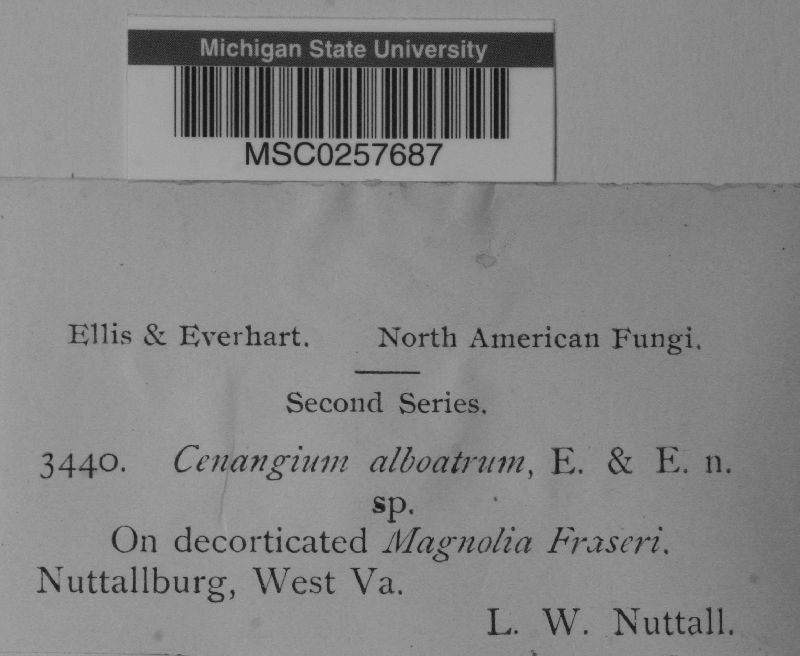 Michigan State University
MSC0257687
Ellis & Everhart. North American Fungi.
Second Series.
3440. Cenangium alboatrum, E. & E. n.
sp.
On decorticated Magnolia Fraseri.
Nuttallburg, West Va.
L. W. Nuttall.